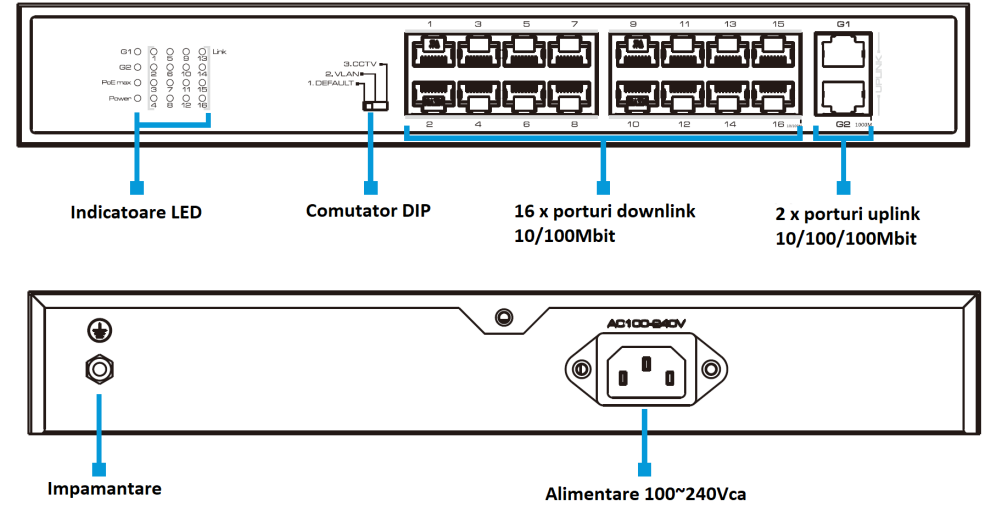 1 3 5 7 9 11 13 15 G1
G1 1 5 9 13 Link
G2 2 6 10 14
PoE max 3 7 11 15
Power 4 8 12 16
3.CCTV
2.VLAN
1.DEFAULT
UPLINK
2 4 6 8 10 12 14 16 G2 1000M
Indicatoare LED
Comutator DIP
16 x porturi downlink
10/100Mbit
2 x porturi uplink
10/100/100Mbit
AC100-240V
Impamantare
Alimentare 100~240Vca